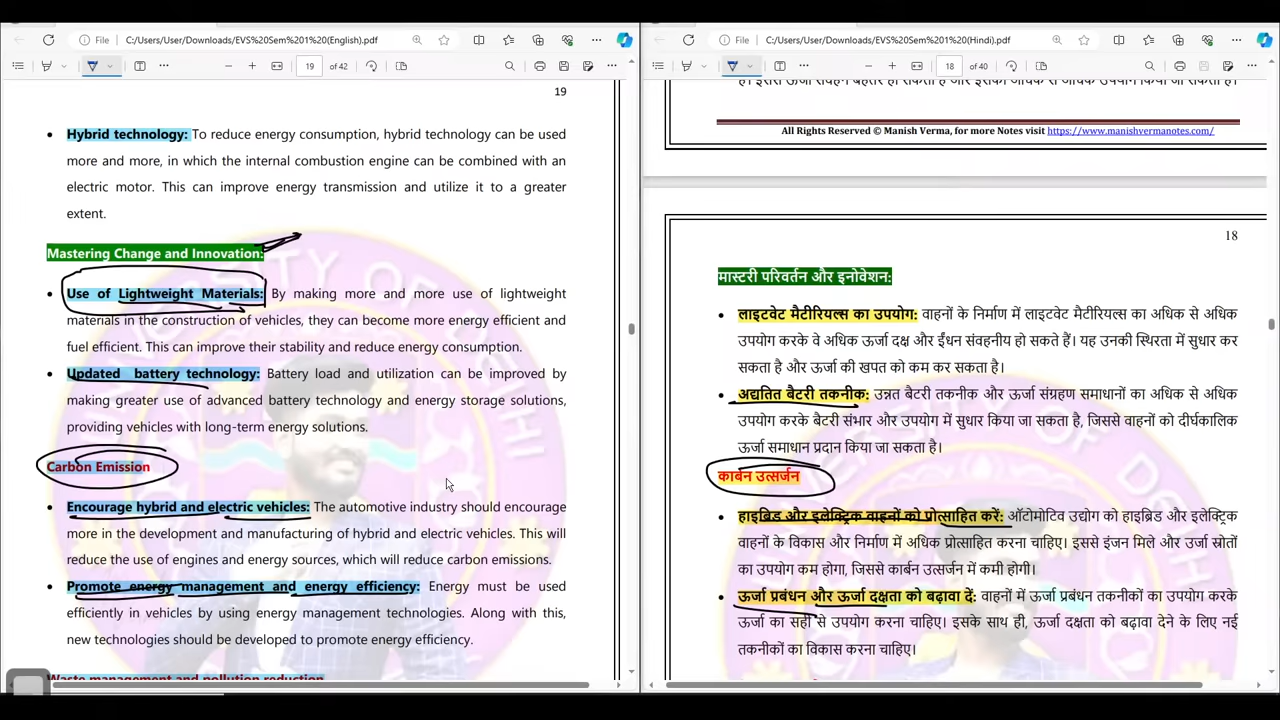 File C:/Users/User/Downloads/EVS%20Sem%201%20(English).pdf
19 of 42
19
• Hybrid technology: To reduce energy consumption, hybrid technology can be used
more and more, in which the internal combustion engine can be combined with an
electric motor. This can improve energy transmission and utilize it to a greater
extent.
Mastering Change and Innovation:
• Use of Lightweight Materials: By making more and more use of lightweight
materials in the construction of vehicles, they can become more energy efficient and
fuel efficient. This can improve their stability and reduce energy consumption.
• Updated battery technology: Battery load and utilization can be improved by
making greater use of advanced battery technology and energy storage solutions,
providing vehicles with long-term energy solutions.
Carbon Emission
• Encourage hybrid and electric vehicles: The automotive industry should encourage
more in the development and manufacturing of hybrid and electric vehicles. This will
reduce the use of engines and energy sources, which will reduce carbon emissions.
• Promote energy management and energy efficiency: Energy must be used
efficiently in vehicles by using energy management technologies. Along with this,
new technologies should be developed to promote energy efficiency.
Waste management and pollution reduction
File C:/Users/User/Downloads/EVS%20Sem%201%20(Hindi).pdf
18 of 40
है। इससे ऊर्जा संवहन बेहतर हो सकता है और इसका अधिक से अधिक उपयोग किया जा सकता है।
All Rights Reserved © Manish Verma, for more Notes visit https://www.manishvermanotes.com/
18
मास्टरी परिवर्तन और इनोवेशन:
• लाइटवेट मैटीरियल्स का उपयोग: वाहनों के निर्माण में लाइटवेट मैटीरियल्स का अधिक से अधिक
उपयोग करके वे अधिक ऊर्जा दक्ष और ईंधन संवहनीय हो सकते हैं। यह उनकी स्थिरता में सुधार कर
सकता है और ऊर्जा की खपत को कम कर सकता है।
• अद्यतित बैटरी तकनीक: उन्नत बैटरी तकनीक और ऊर्जा संग्रहण समाधानों का अधिक से अधिक
उपयोग करके बैटरी संभार और उपयोग में सुधार किया जा सकता है, जिससे वाहनों को दीर्घकालिक
ऊर्जा समाधान प्रदान किया जा सकता है।
कार्बन उत्सर्जन
• हाइब्रिड और इलेक्ट्रिक वाहनों को प्रोत्साहित करें: ऑटोमोटिव उद्योग को हाइब्रिड और इलेक्ट्रिक
वाहनों के विकास और निर्माण में अधिक प्रोत्साहित करना चाहिए। इससे इंजन मिले और उर्जा स्रोतों
का उपयोग कम होगा, जिससे कार्बन उत्सर्जन में कमी होगी।
• ऊर्जा प्रबंधन और ऊर्जा दक्षता को बढ़ावा दें: वाहनों में ऊर्जा प्रबंधन तकनीकों का उपयोग करके
ऊर्जा का सही से उपयोग करना चाहिए। इसके साथ ही, ऊर्जा दक्षता को बढ़ावा देने के लिए नई
तकनीकों का विकास करना चाहिए।